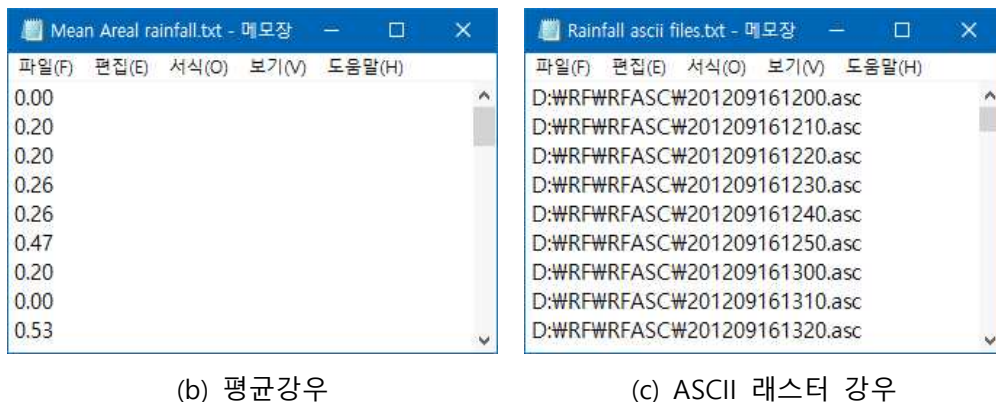 Mean Areal rainfall.txt - 메모장
파일(F) 편집(E) 서식(O) 보기(V) 도움말(H)
0.00
0.20
0.20
0.26
0.26
0.47
0.20
0.00
0.53
(b) 평균강우
Rainfall ascii files.txt - 메모장
파일(F) 편집(E) 서식(O) 보기(V) 도움말(H)
D:₩RF₩RFASC₩201209161200.asc
D:₩RF₩RFASC₩201209161210.asc
D:₩RF₩RFASC₩201209161220.asc
D:₩RF₩RFASC₩201209161230.asc
D:₩RF₩RFASC₩201209161240.asc
D:₩RF₩RFASC₩201209161250.asc
D:₩RF₩RFASC₩201209161300.asc
D:₩RF₩RFASC₩201209161310.asc
D:₩RF₩RFASC₩201209161320.asc
(c) ASCII 래스터 강우